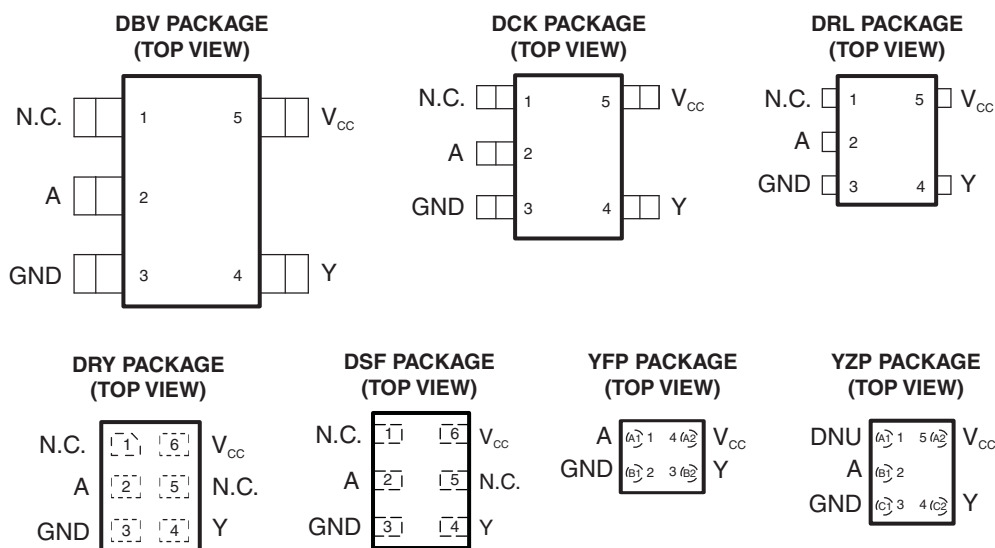 DBV PACKAGE
(TOP VIEW)
N.C. 1 5 VCC
A 2
GND 3 4 Y
DCK PACKAGE
(TOP VIEW)
N.C. 1 5 VCC
A 2
GND 3 4 Y
DRL PACKAGE
(TOP VIEW)
N.C. 1 5 VCC
A 2
GND 3 4 Y
DRY PACKAGE
(TOP VIEW)
N.C. 1 6 VCC
A 2 5 N.C.
GND 3 4 Y
DSF PACKAGE
(TOP VIEW)
N.C. 1 6 VCC
A 2 5 N.C.
GND 3 4 Y
YFP PACKAGE
(TOP VIEW)
A A1 1 4 A2 VCC
GND B1 2 3 B2 Y
YZP PACKAGE
(TOP VIEW)
DNU A1 1 5 A2 VCC
A B1 2
GND C1 3 4 C2 Y